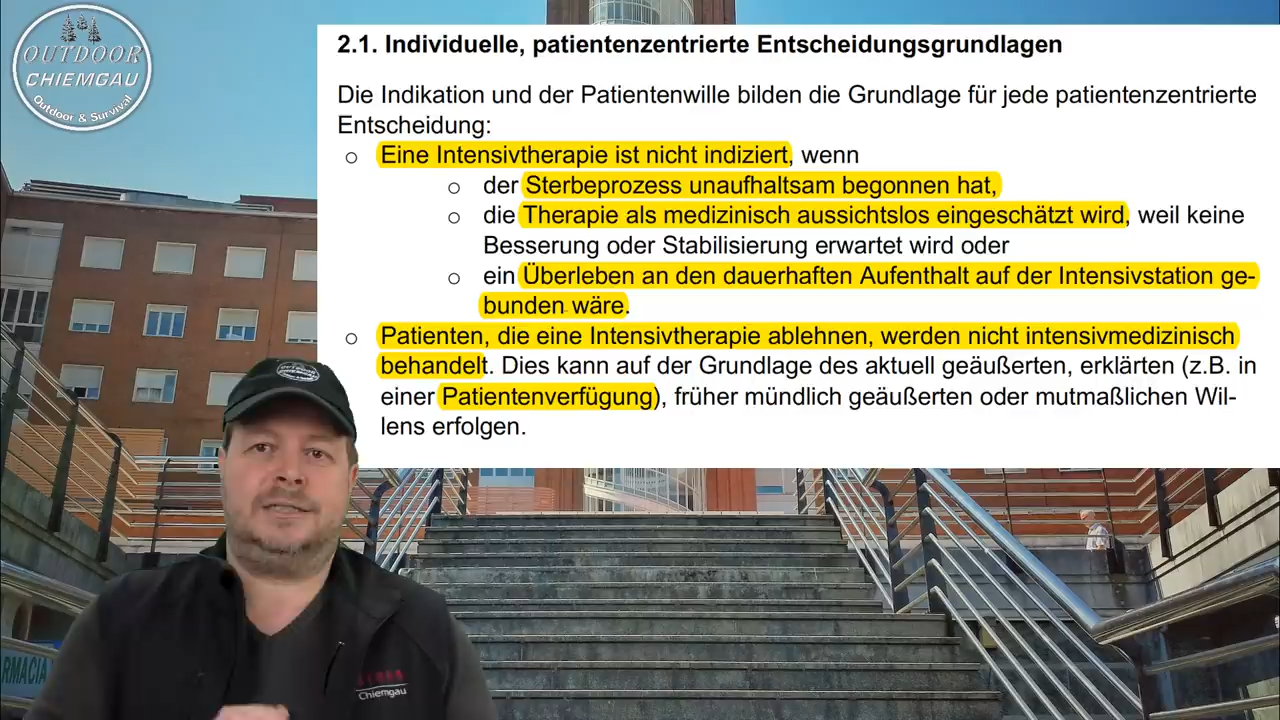 OUTDOOR
CHIEMGAU
Outdoor & Survival
2.1. Individuelle, patientenzentrierte Entscheidungsgrundlagen
Die Indikation und der Patientenwille bilden die Grundlage für jede patientenzentrierte
Entscheidung:
○ Eine Intensivtherapie ist nicht indiziert, wenn
○ der Sterbeprozess unaufhaltsam begonnen hat,
○ die Therapie als medizinisch aussichtslos eingeschätzt wird, weil keine
Besserung oder Stabilisierung erwartet wird oder
○ ein Überleben an den dauerhaften Aufenthalt auf der Intensivstation ge-
bunden wäre.
○ Patienten, die eine Intensivtherapie ablehnen, werden nicht intensivmedizinisch
behandelt. Dies kann auf der Grundlage des aktuell geäußerten, erklärten (z.B. in
einer Patientenverfügung), früher mündlich geäußerten oder mutmaßlichen Wil-
lens erfolgen.
OUTDOOR
CHIEMGAU
Chiemgau